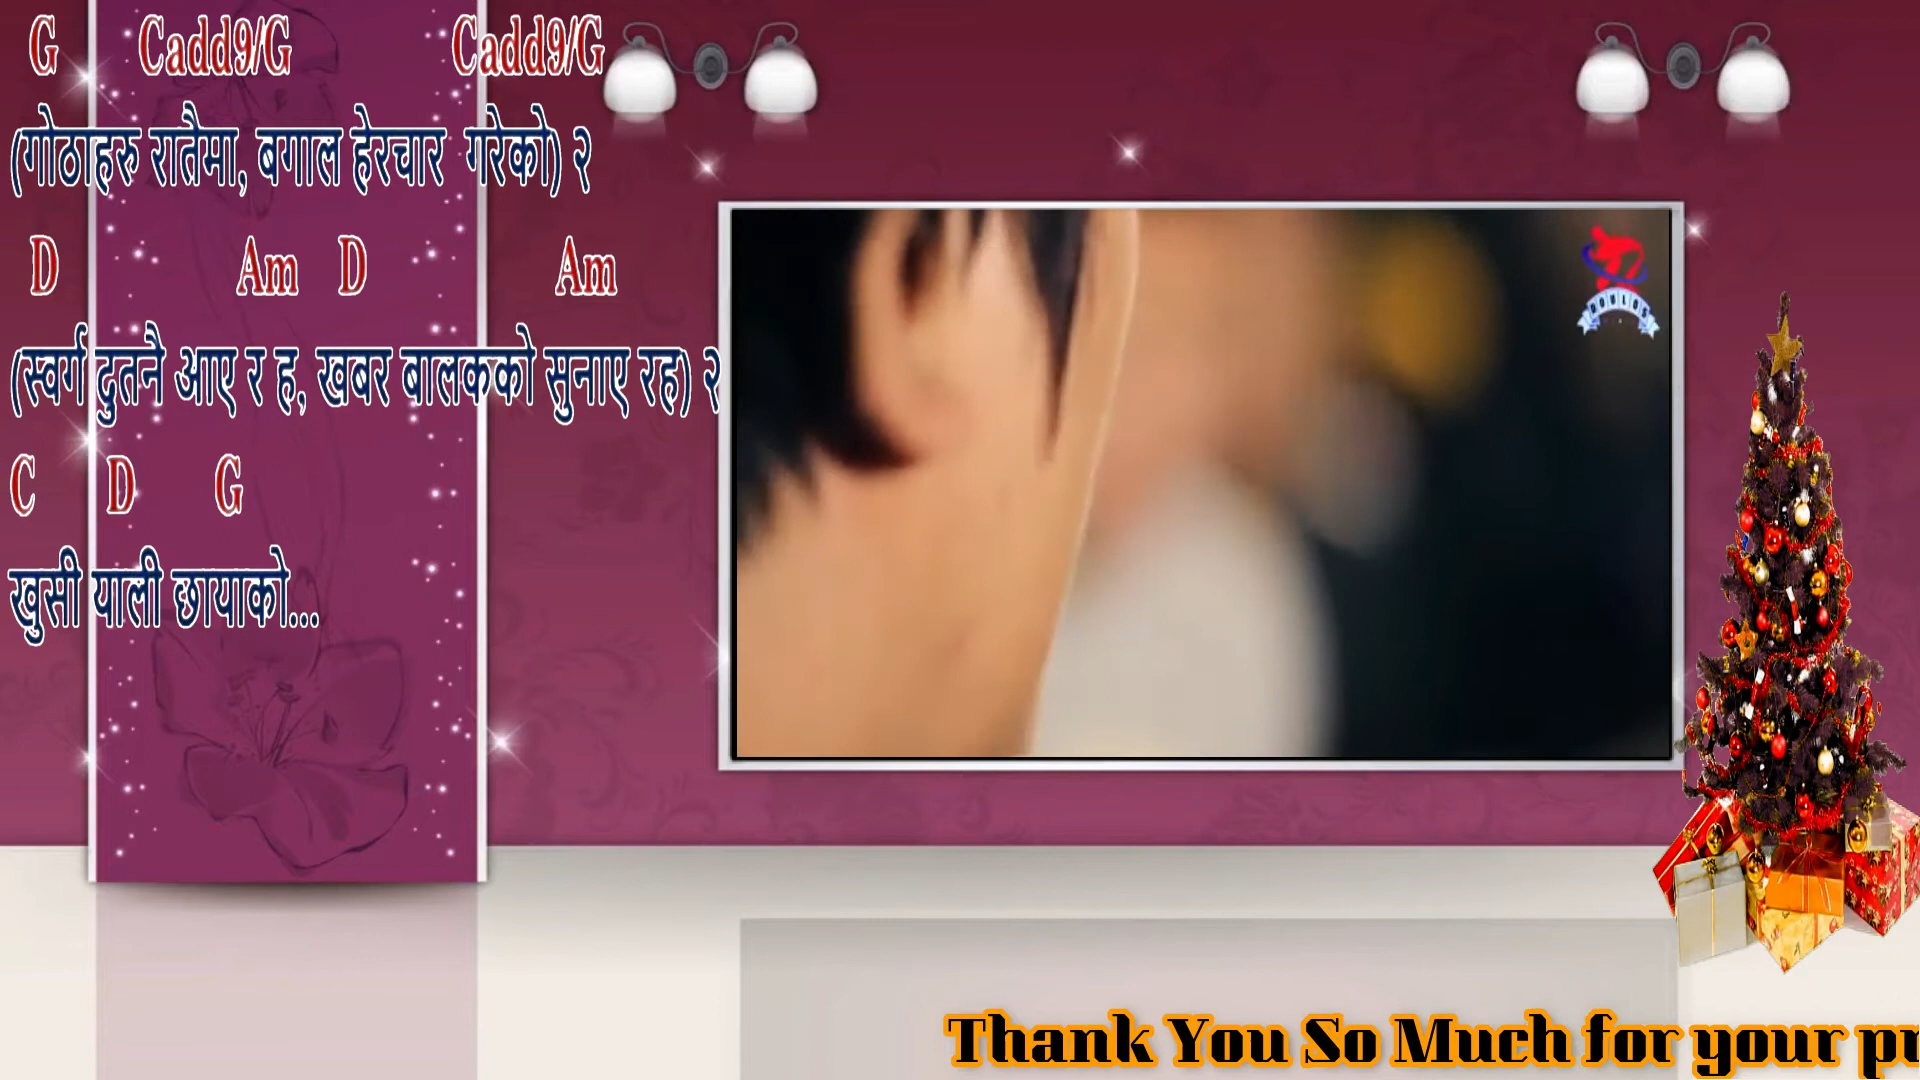 G Cadd9/G Cadd9/G
(गोठाहरु रातैमा, बगाल हेरचार गरेको) २
D Am D Am
(स्वर्ग दुतनै आए र ह, खबर बालकको सुनाए रह) २
C D G
खुसी याली छायाको...
DOULOS
Thank You So Much for your